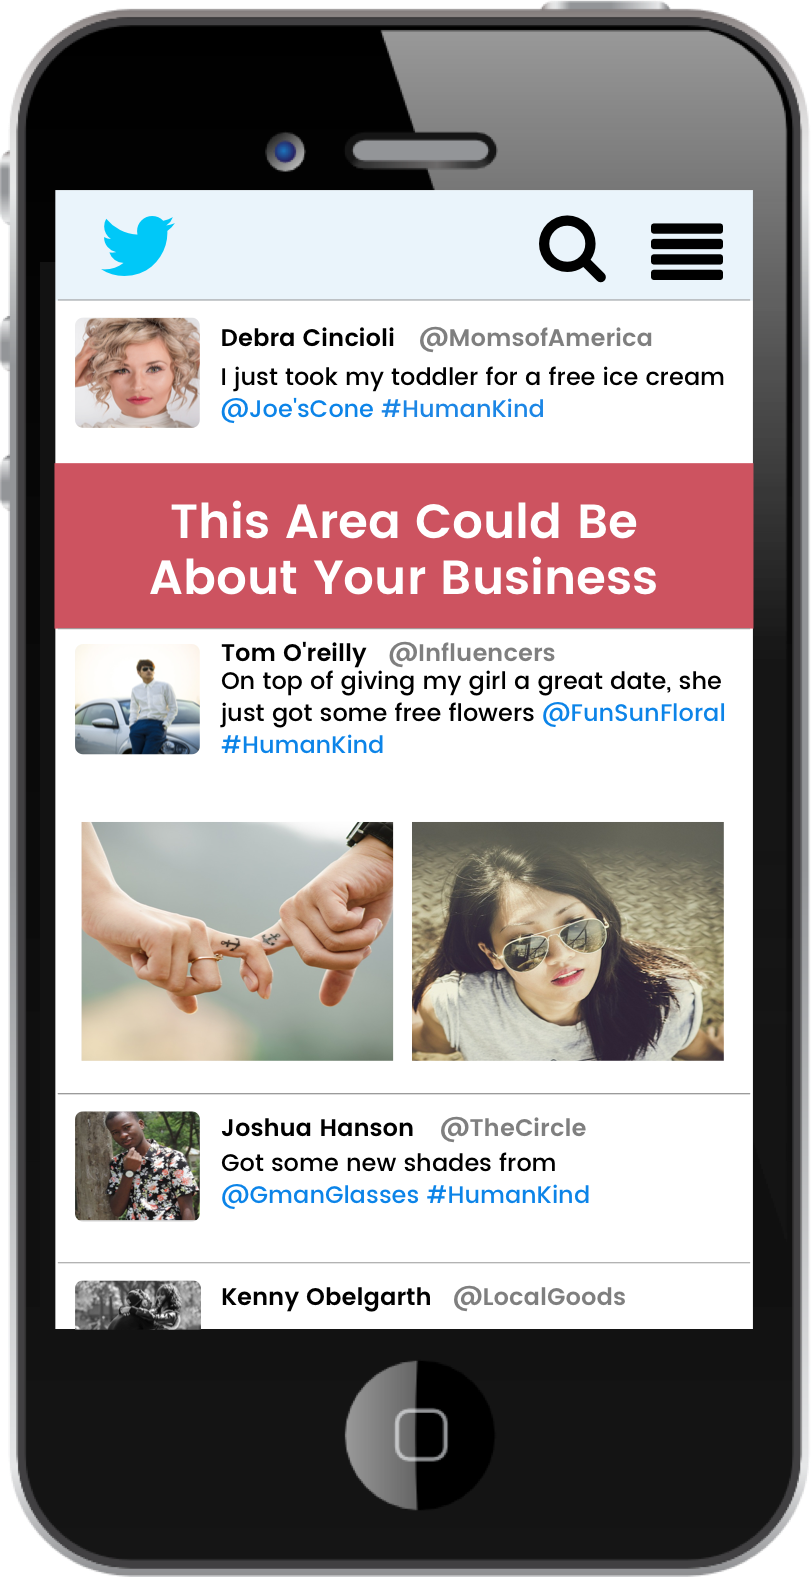 Debra Cincioli @MomsofAmerica
I just took my toddler for a free ice cream
@Joe'sCone #HumanKind
This Area Could Be
About Your Business
Tom O'reilly @Influencers
On top of giving my girl a great date, she
just got some free flowers @FunSunFloral
#HumanKind
Joshua Hanson @TheCircle
Got some new shades from
@GmanGlasses #HumanKind
Kenny Obelgarth @LocalGoods